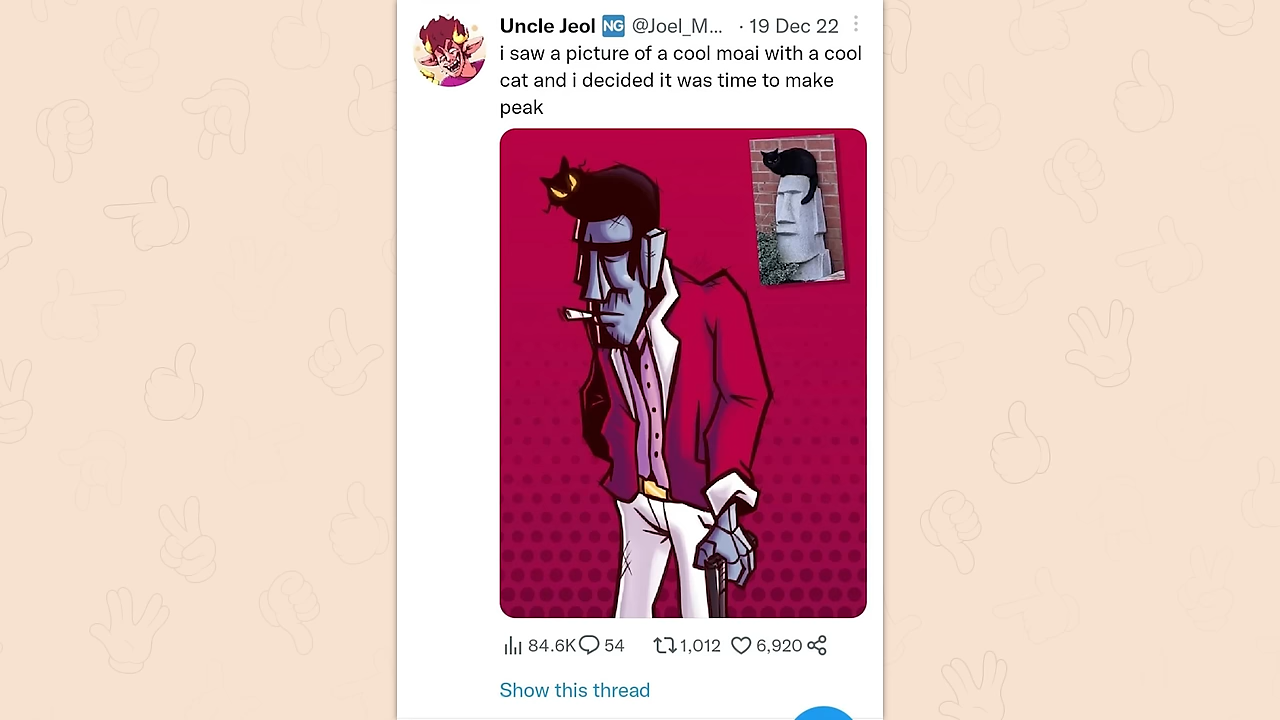 Uncle Jeol NG @Joel_M... · 19 Dec 22
i saw a picture of a cool moai with a cool
cat and i decided it was time to make
peak
84.6K 54 1,012 6,920
Show this thread